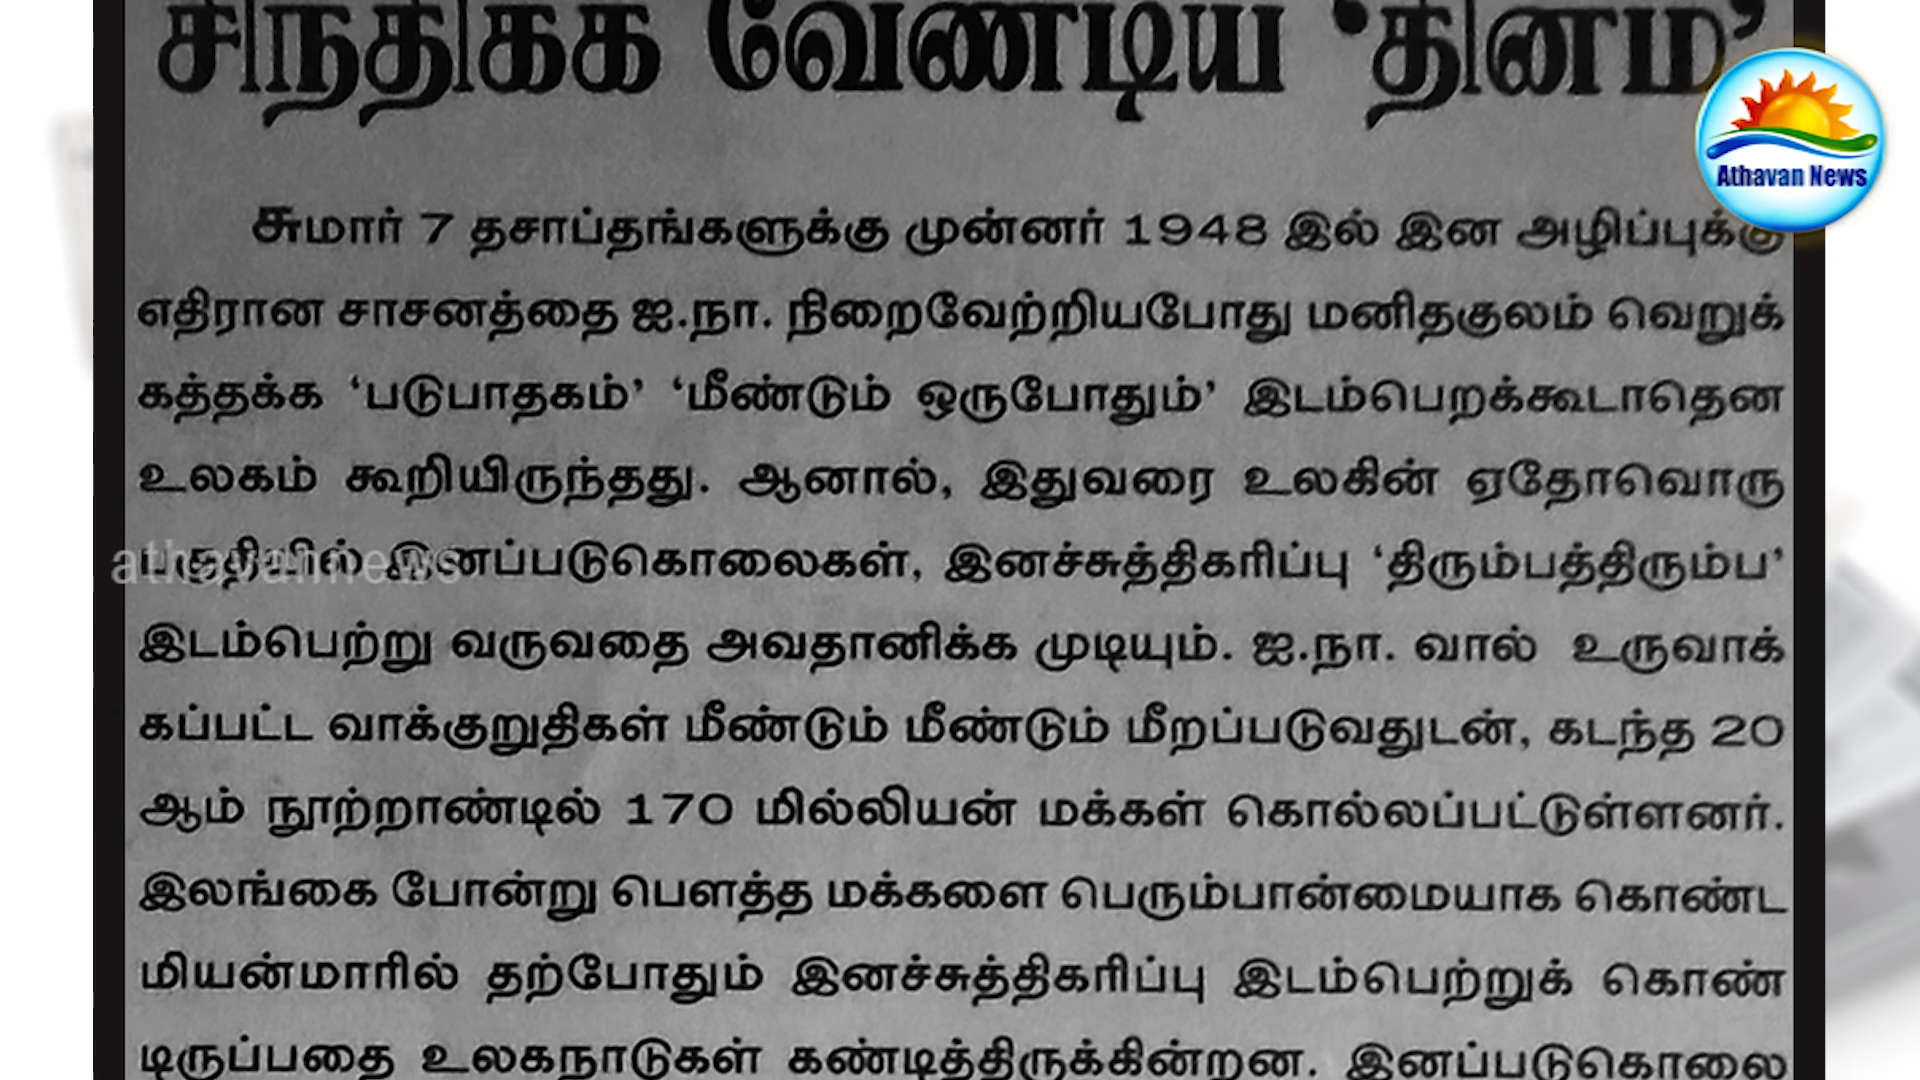 சிந்திக்க வேண்டிய ‘தினம்’
Athavan News
சுமார் 7 தசாப்தங்களுக்கு முன்னர் 1948 இல் இன அழிப்புக்கு
எதிரான சாசனத்தை ஐ.நா. நிறைவேற்றியபோது மனிதகுலம் வெறுக்
கத்தக்க ‘படுபாதகம்’ ‘மீண்டும் ஒருபோதும்’ இடம்பெறக்கூடாதென
உலகம் கூறியிருந்தது. ஆனால், இதுவரை உலகின் ஏதோவொரு
பகுதியில் இனப்படுகொலைகள், இனச்சுத்திகரிப்பு ‘திரும்பத்திரும்ப’
athavannews
இடம்பெற்று வருவதை அவதானிக்க முடியும். ஐ.நா. வால் உருவாக்
கப்பட்ட வாக்குறுதிகள் மீண்டும் மீண்டும் மீறப்படுவதுடன், கடந்த 20
ஆம் நூற்றாண்டில் 170 மில்லியன் மக்கள் கொல்லப்பட்டுள்ளனர்.
இலங்கை போன்று பௌத்த மக்களை பெரும்பான்மையாக கொண்ட
மியன்மாரில் தற்போதும் இனச்சுத்திகரிப்பு இடம்பெற்றுக் கொண்
டிருப்பதை உலகநாடுகள் கண்டித்திருக்கின்றன. இனப்படுகொலை